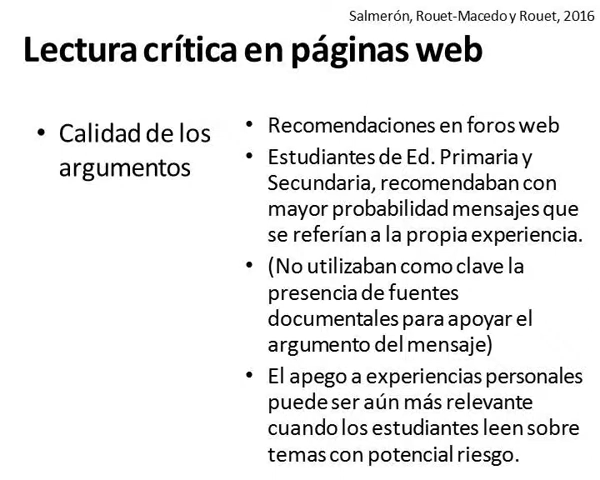 Salmerón, Rouet-Macedo y Rouet, 2016
Lectura crítica en páginas web
• Calidad de los
argumentos
• Recomendaciones en foros web
• Estudiantes de Ed. Primaria y
Secundaria, recomendaban con
mayor probabilidad mensajes que
se referían a la propia experiencia.
• (No utilizaban como clave la
presencia de fuentes
documentales para apoyar el
argumento del mensaje)
• El apego a experiencias personales
puede ser aún más relevante
cuando los estudiantes leen sobre
temas con potencial riesgo.